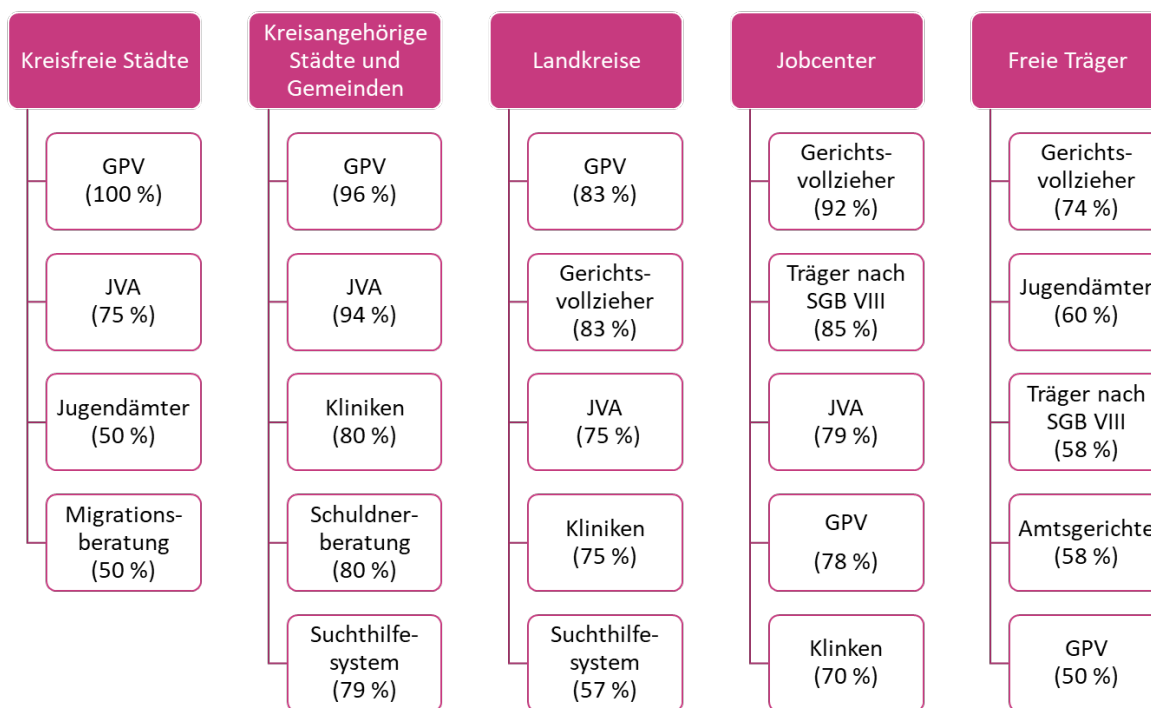 Kreisfreie Städte
GPV
(100 %)
JVA
(75 %)
Jugendämter
(50 %)
Migrations-
beratung
(50 %)
Kreisangehörige
Städte und
Gemeinden
GPV
(96 %)
JVA
(94 %)
Kliniken
(80 %)
Schuldner-
beratung
(80 %)
Suchthilfe-
system
(79 %)
Landkreise
GPV
(83 %)
Gerichts-
vollzieher
(83 %)
JVA
(75 %)
Kliniken
(75 %)
Suchthilfe-
system
(57 %)
Jobcenter
Gerichts-
vollzieher
(92 %)
Träger nach
SGB VIII
(85 %)
JVA
(79 %)
GPV
(78 %)
Klinken
(70 %)
Freie Träger
Gerichts-
vollzieher
(74 %)
Jugendämter
(60 %)
Träger nach
SGB VIII
(58 %)
Amtsgerichte
(58 %)
GPV
(50 %)